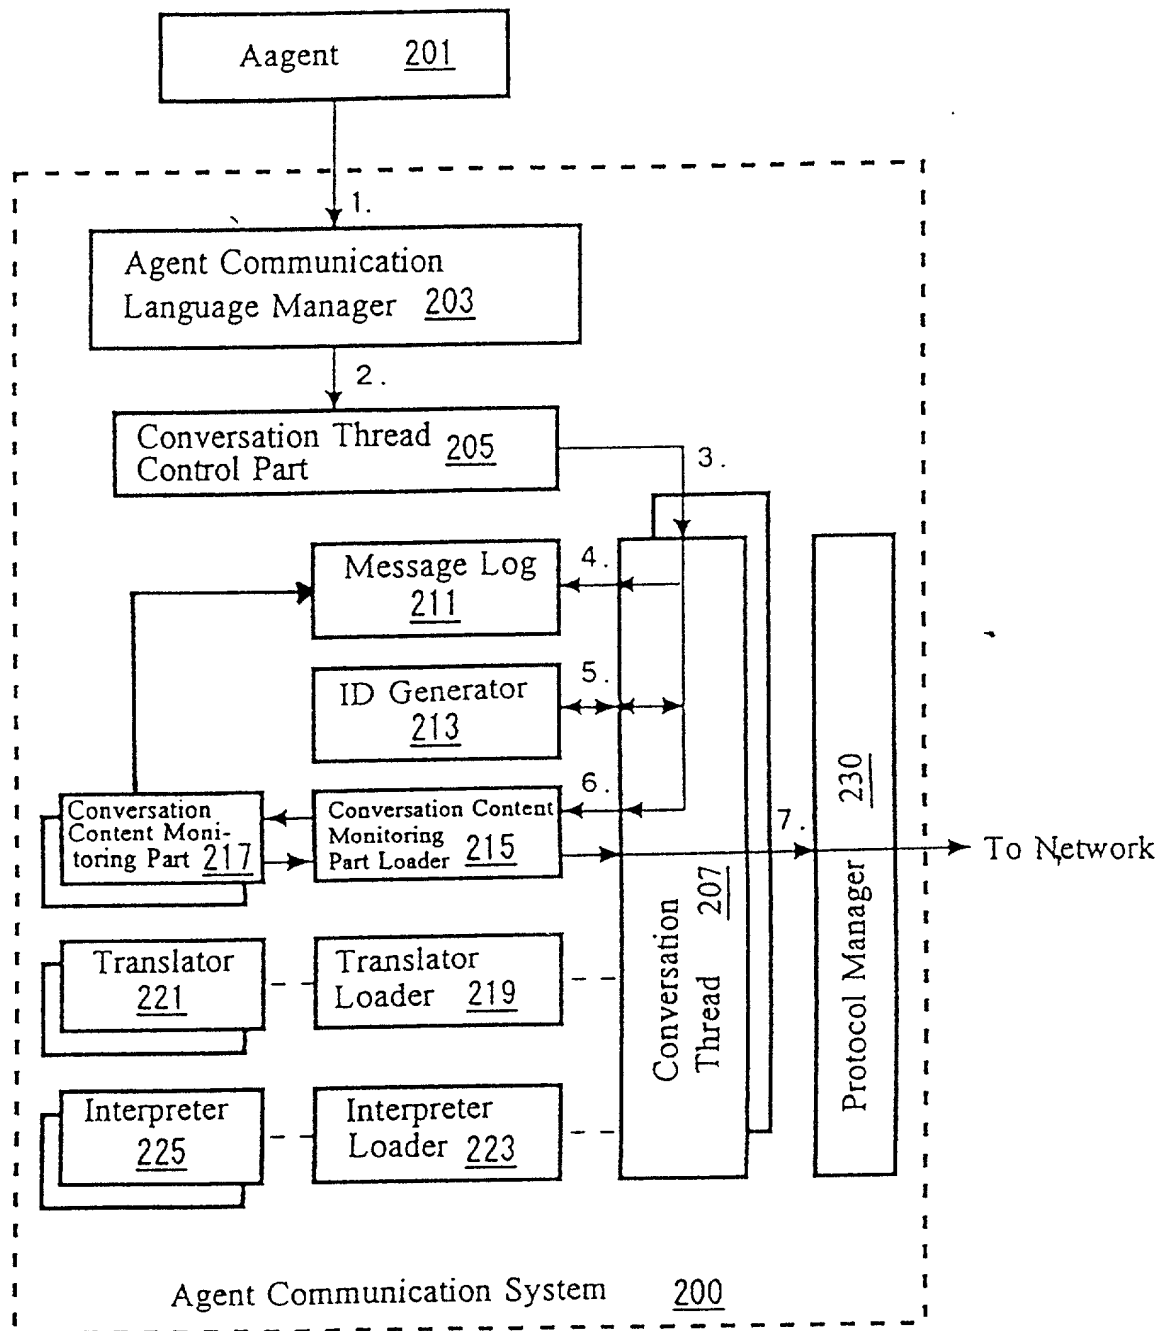 Aagent 201
1.
Agent Communication
Language Manager 203
2.
Conversation Thread
Control Part 205
3.
Message Log
211
4.
ID Generator
213
5.
6.
Conversation
Content Moni-
toring Part 217
Conversation Content
Monitoring
Part Loader 215
7.
To Network
Translator
221
Translator
Loader 219
Interpreter
225
Interpreter
Loader 223
Conversation
Thread 207
Protocol Manager 230
Agent Communication System 200